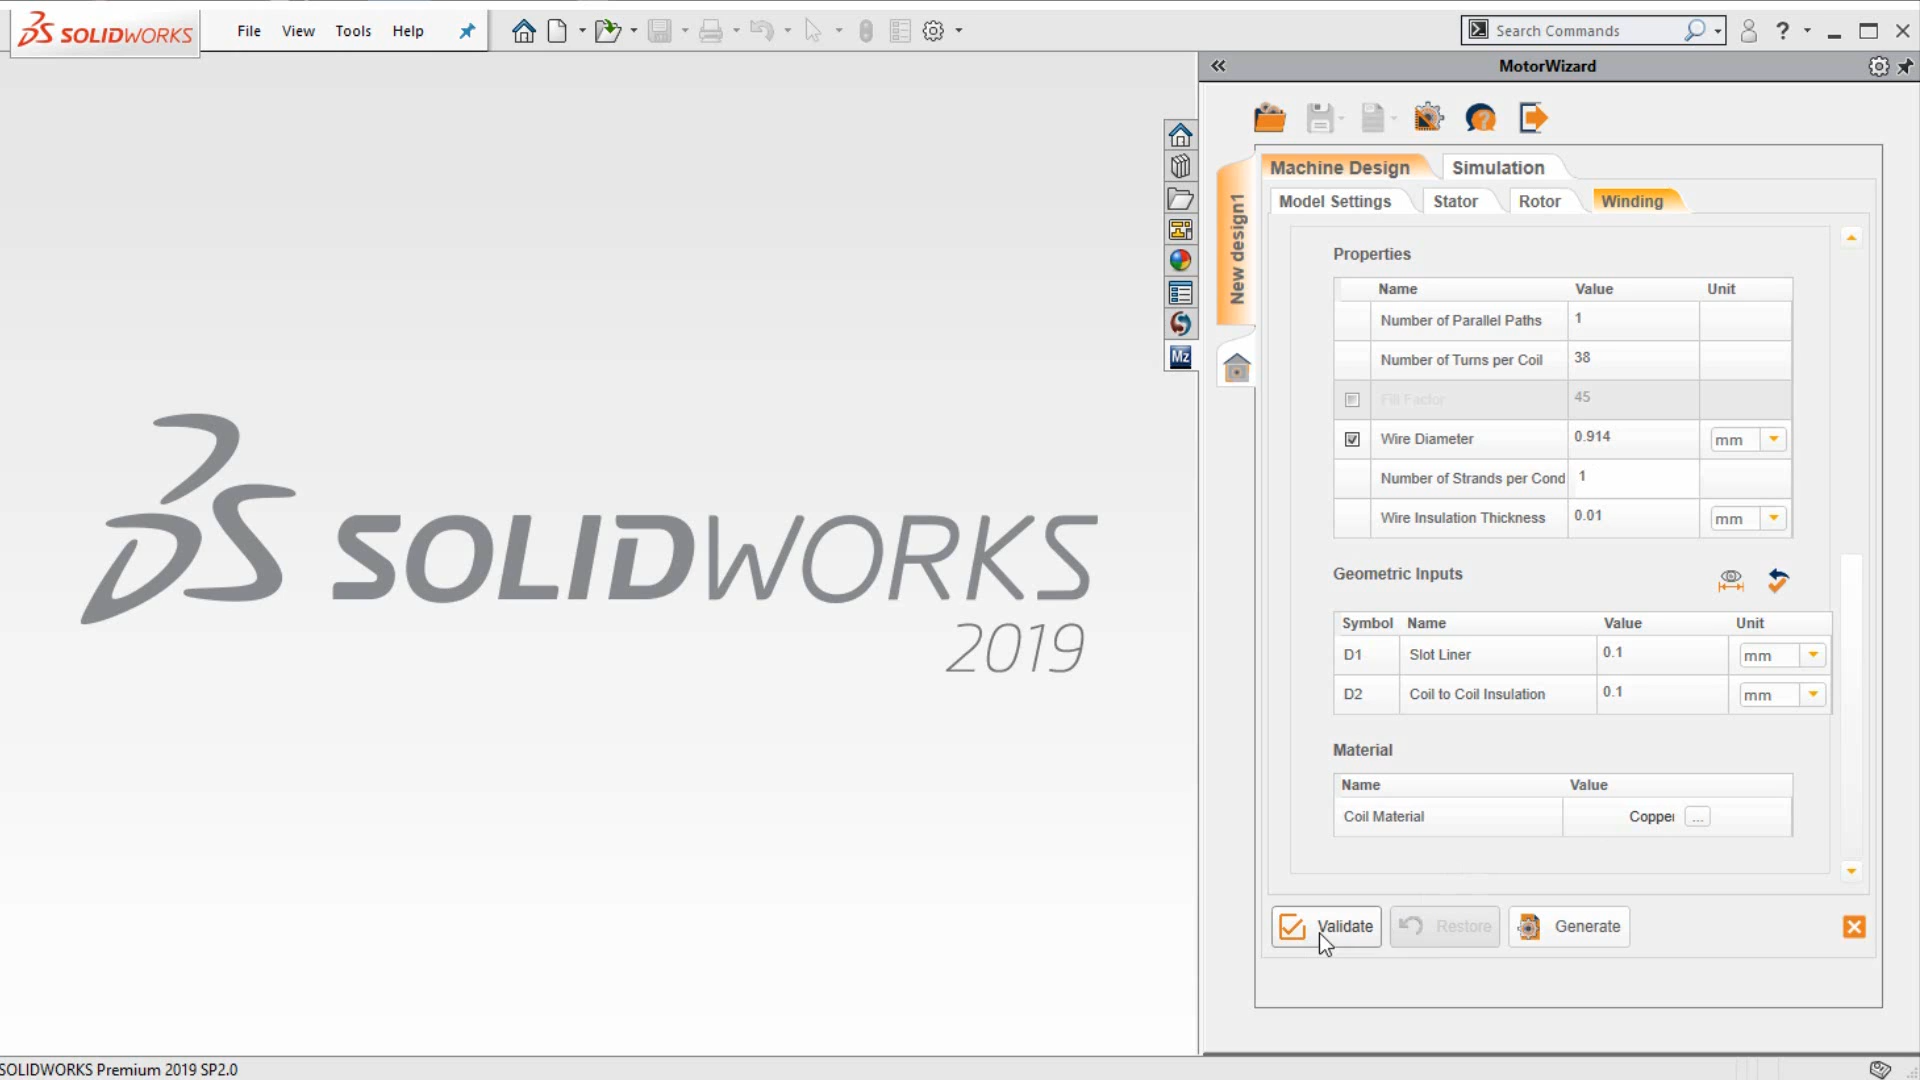 SOLIDWORKS
File View Tools Help
Search Commands
?
MotorWizard
Machine Design Simulation
Model Settings Stator Rotor Winding
New design1
Mz
Properties
Name Value Unit
Number of Parallel Paths 1
Number of Turns per Coil 38
Fill Factor 45
Wire Diameter 0.914 mm
Number of Strands per Cond 1
Wire Insulation Thickness 0.01 mm
Geometric Inputs
Symbol Name Value Unit
D1 Slot Liner 0.1 mm
D2 Coil to Coil Insulation 0.1 mm
Material
Name Value
Coil Material Copper ...
Validate Restore Generate
SOLIDWORKS
2019
SOLIDWORKS Premium 2019 SP2.0